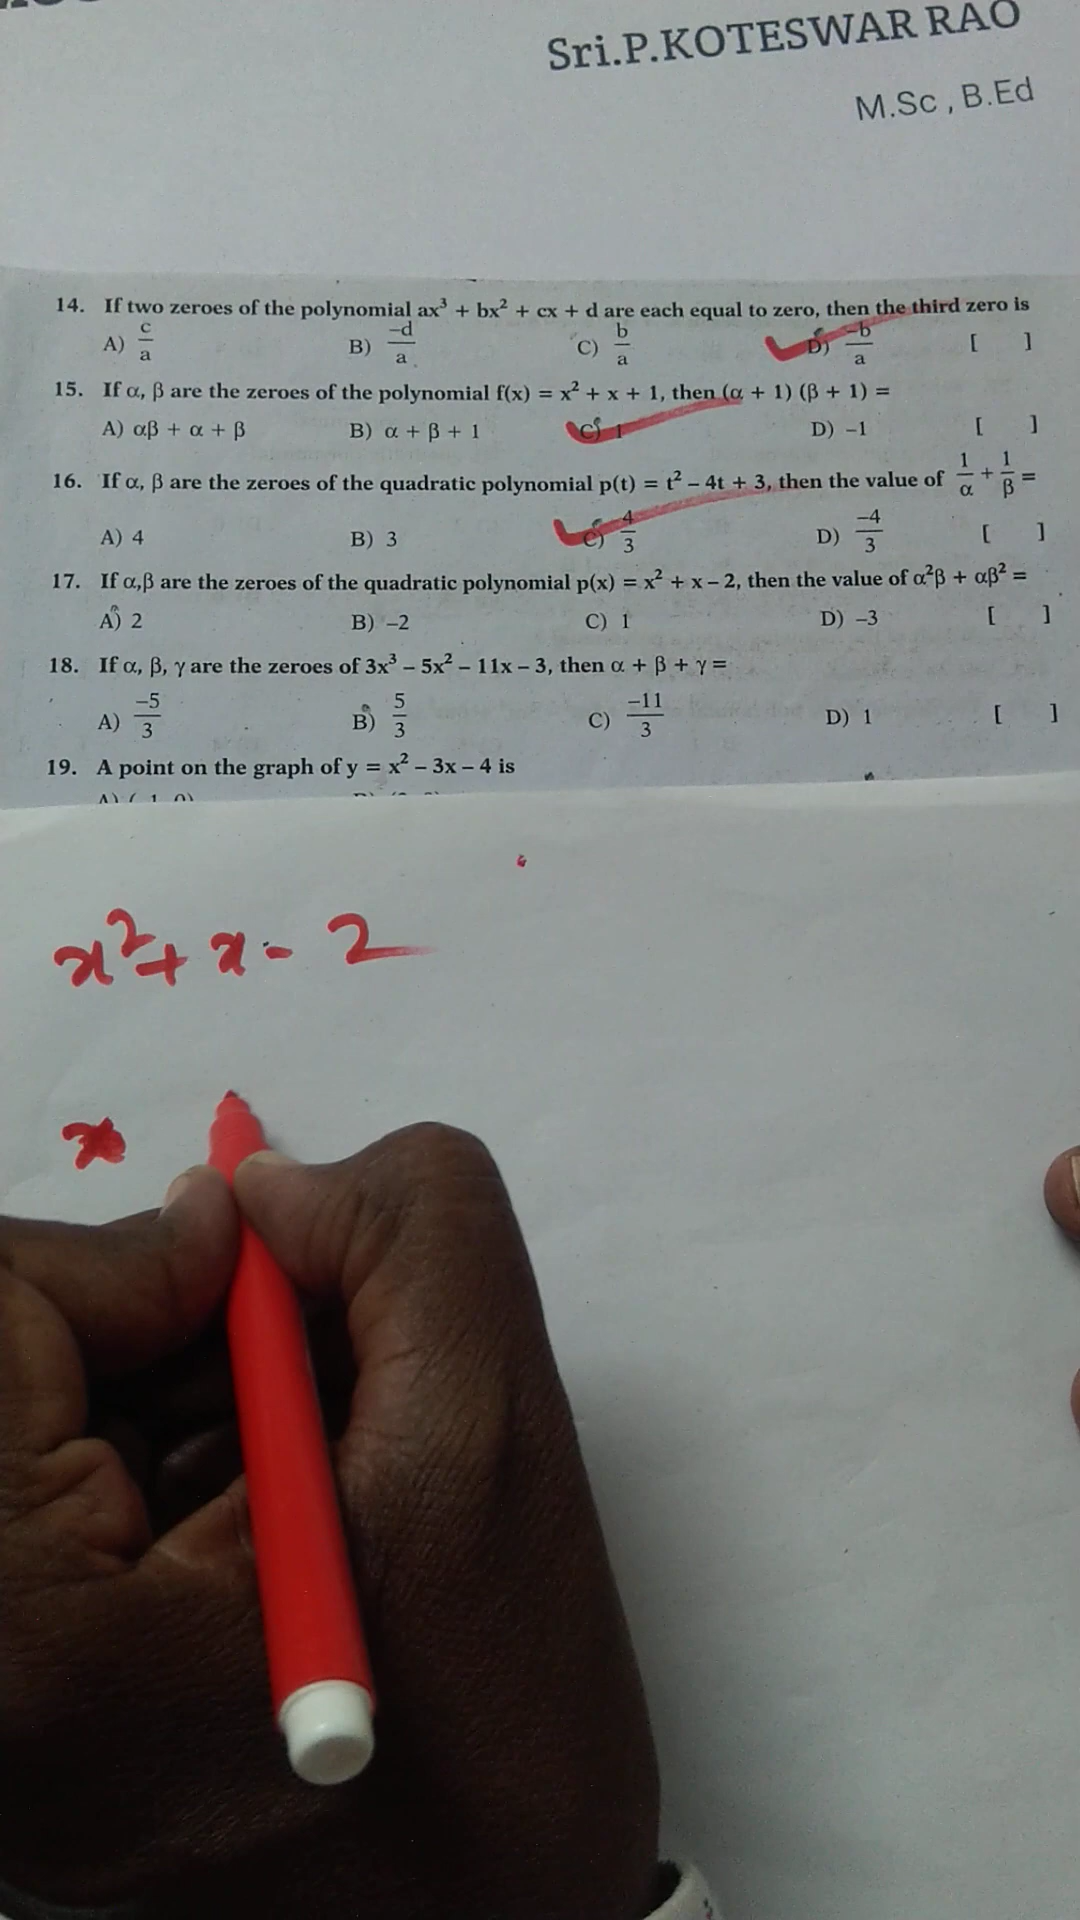 Sri.P.KOTESWAR RAO
M.Sc , B.Ed
14. If two zeroes of the polynomial ax³ + bx² + cx + d are each equal to zero, then the third zero is
A) c/a B) -d/a C) b/a D) -b/a [ ]
15. If α, β are the zeroes of the polynomial f(x) = x² + x + 1, then (α + 1) (β + 1) =
A) αβ + α + β B) α + β + 1 C) 1 D) –1 [ ]
16. If α, β are the zeroes of the quadratic polynomial p(t) = t² – 4t + 3, then the value of 1/α + 1/β =
A) 4 B) 3 C) 4/3 D) -4/3 [ ]
17. If α,β are the zeroes of the quadratic polynomial p(x) = x² + x – 2, then the value of α²β + αβ² =
A) 2 B) –2 C) 1 D) –3 [ ]
18. If α, β, γ are the zeroes of 3x³ – 5x² – 11x – 3, then α + β + γ =
A) -5/3 B) 5/3 C) -11/3 D) 1 [ ]
19. A point on the graph of y = x² – 3x – 4 is
x² + x - 2
x